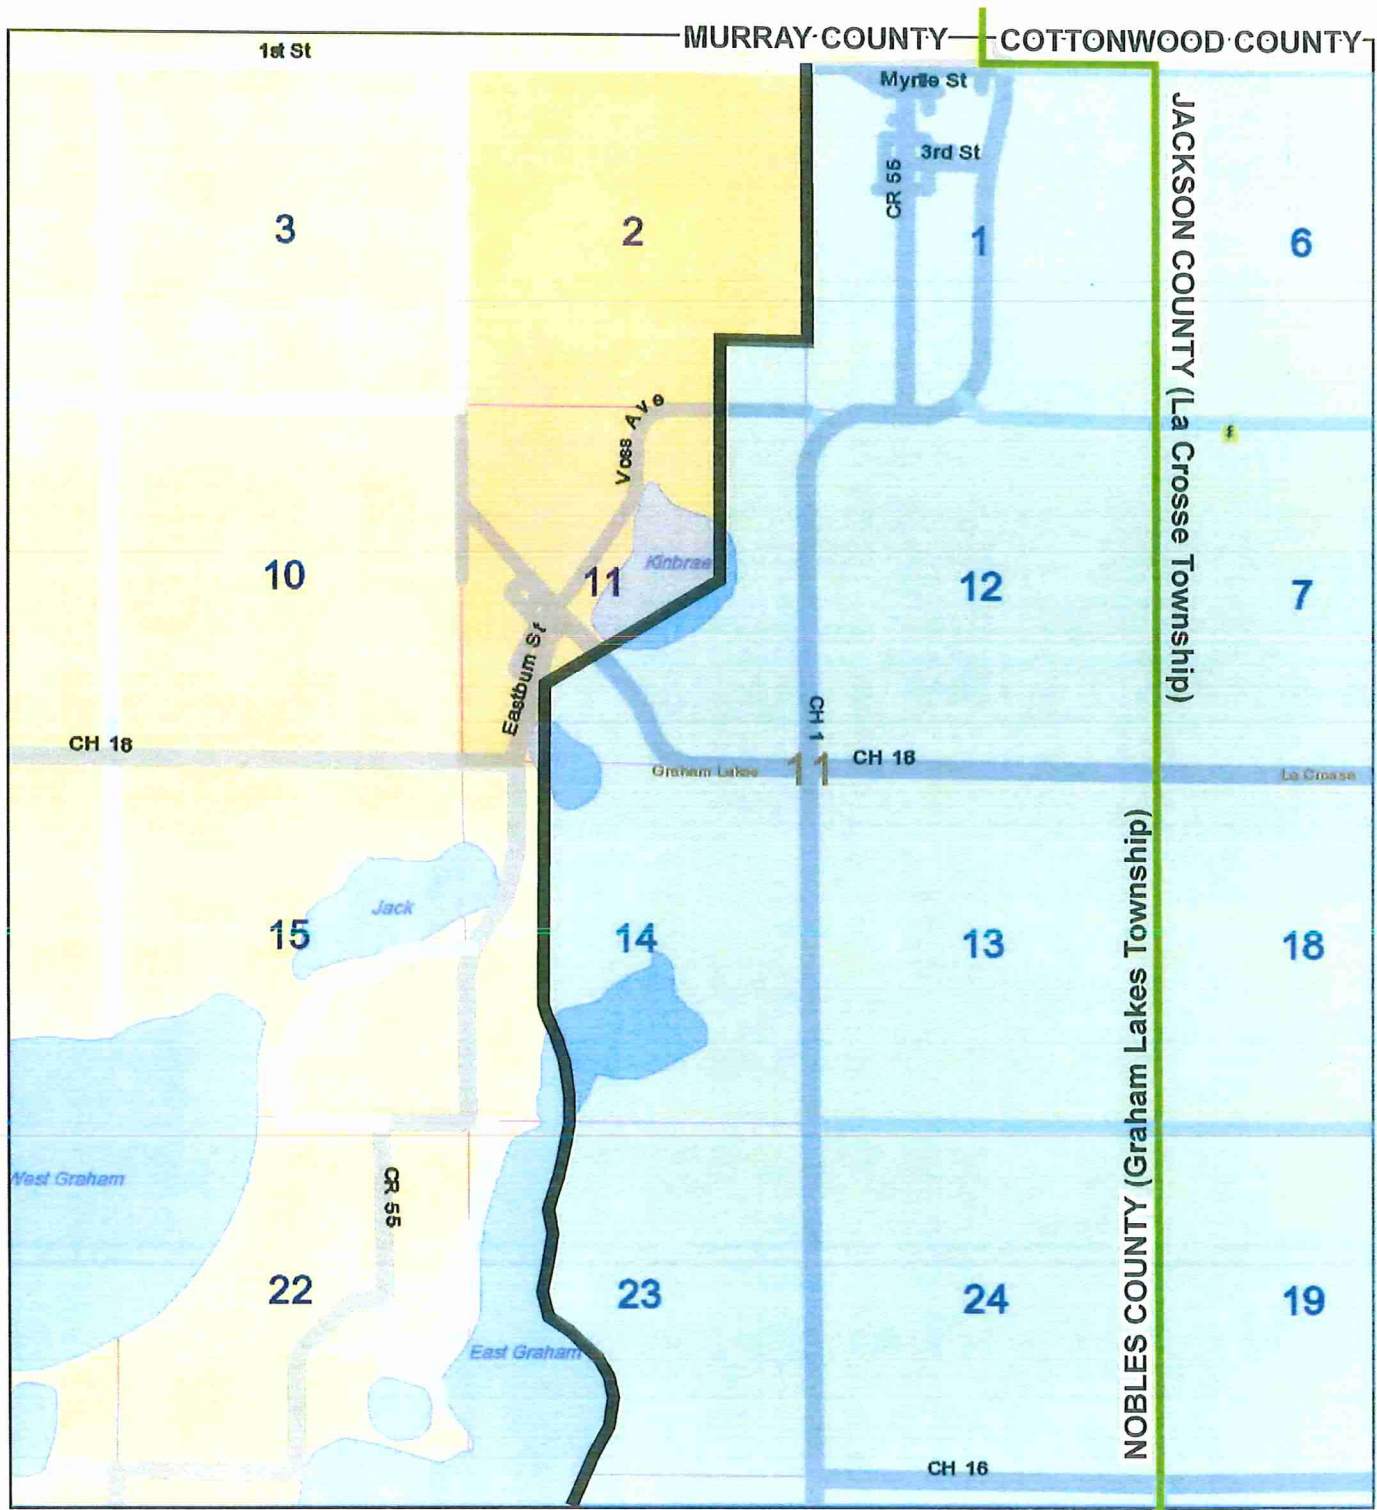 MURRAY COUNTY
COTTONWOOD COUNTY
1st St
Myrtle St
3rd St
CR 55
JACKSON COUNTY (La Crosse Township)
3
2
1
6
Voss Ave
f
Kinbrae
10
11
12
7
Eastburn St
CH 1
CH 18
CH 18
Graham Lakes
11
La Crosse
NOBLES COUNTY (Graham Lakes Township)
Jack
15
14
13
18
West Graham
CR 55
22
23
24
19
East Graham
CH 16